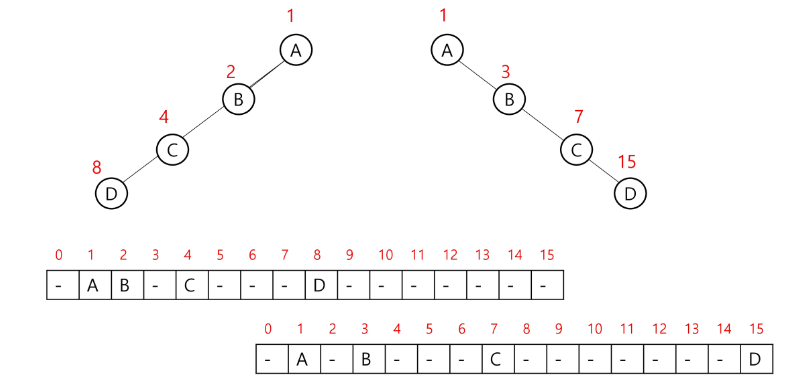 1 1
A A
2 3
B B
4 7
C C
8 15
D D
0 1 2 3 4 5 6 7 8 9 10 11 12 13 14 15
- A B - C - - - D - - - - - - -
0 1 2 3 4 5 6 7 8 9 10 11 12 13 14 15
- A - B - - - C - - - - - - - D